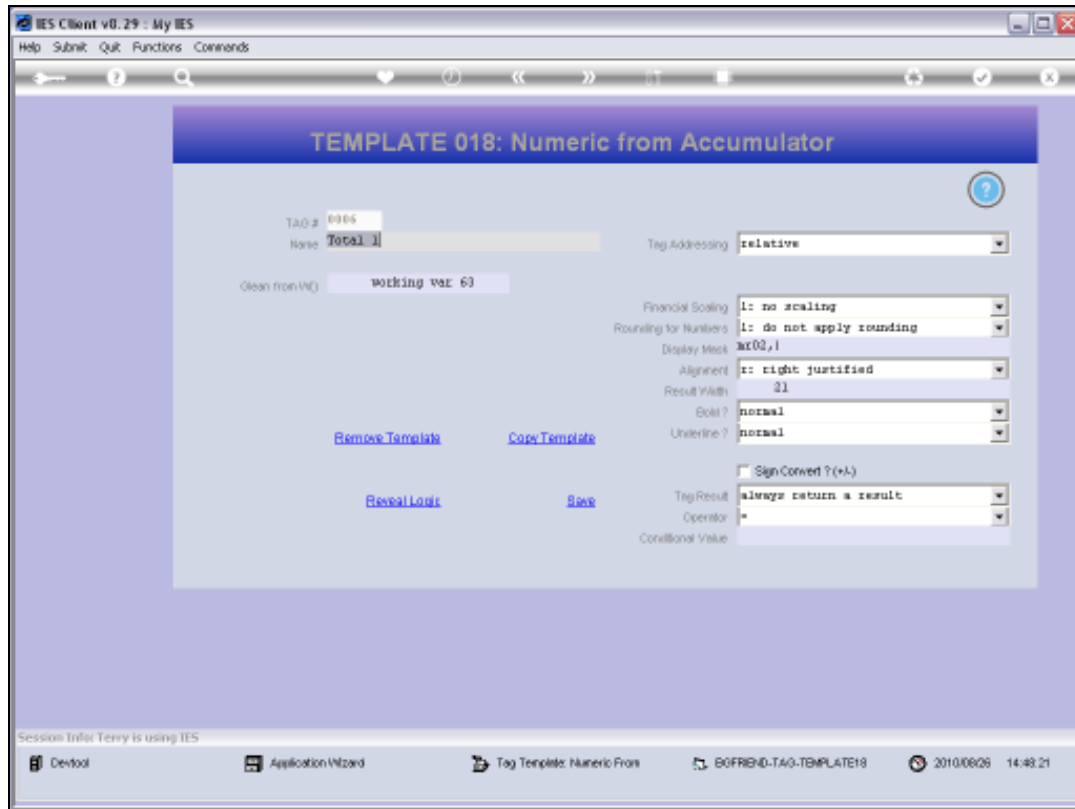 IES Client v8.29 : My IES
Help Submit Quit Functions Commands
TEMPLATE 018: Numeric from Accumulator
TAG # 0006
Name Total 1
Tag Addressing relative
Glean from W() working var 63
Financial Scaling 1: no scaling
Rounding for Numbers 1: do not apply rounding
Display Mask mr02,|
Alignment r: right justified
Result Width 21
Bold ? normal
Remove Template Copy Template Underline ? normal
Sign Convert ? (+/-)
Reveal Logic Save Tag Result always return a result
Operator =
Conditional Value
Session Info: Terry is using IES
Devtool Application Wizard Tag Template: Numeric From BGFRIEND-TAG-TEMPLATE18 2010/08/26 14:48:21